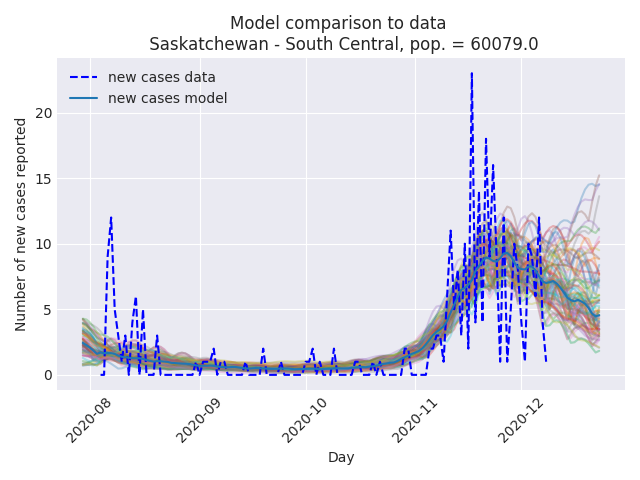 Model comparison to data
Saskatchewan - South Central, pop. = 60079.0
new cases data
new cases model
Number of new cases reported
20
15
10
5
0
2020-08
2020-09
2020-10
2020-11
2020-12
Day